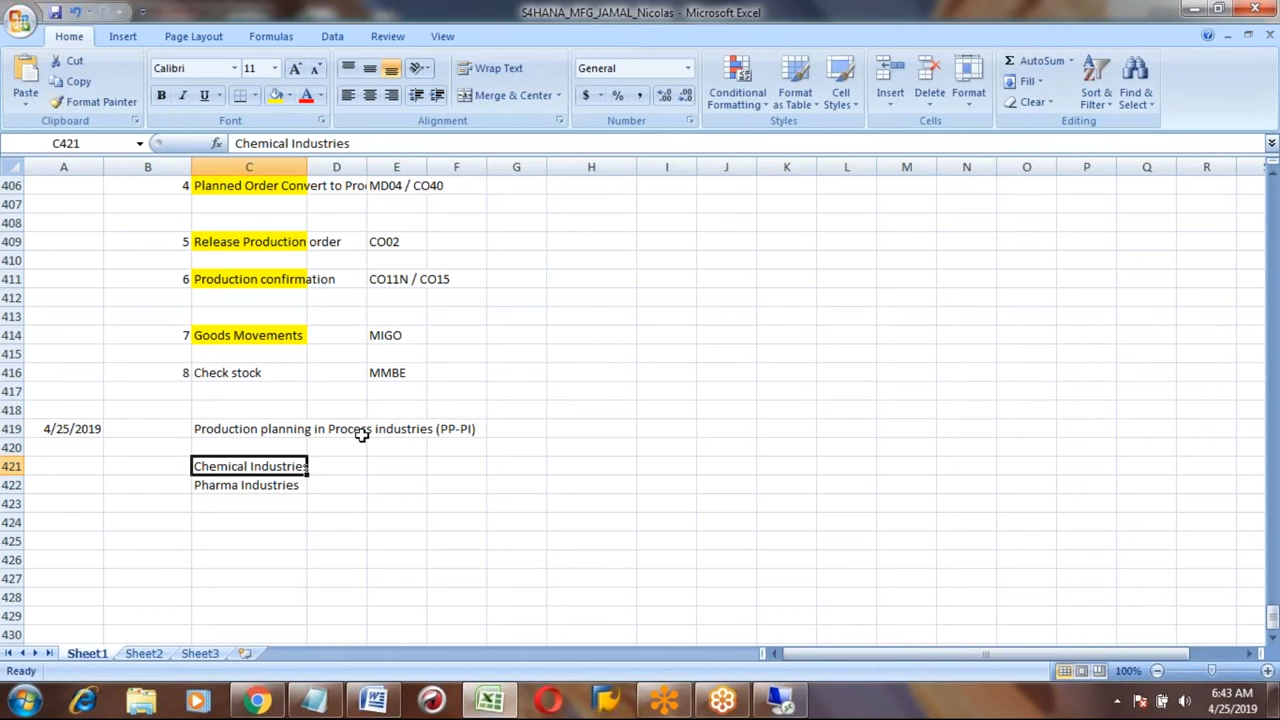 S4HANA_MFG_JAMAL_Nicolas - Microsoft Excel
Home Insert Page Layout Formulas Data Review View
Paste
Cut
Copy
Format Painter
Clipboard
Calibri 11
B I U A
Font
Wrap Text
Merge & Center
Alignment
General
$ % ,
Number
Conditional Formatting
Format as Table
Cell Styles
Styles
Insert
Delete
Format
Cells
AutoSum
Fill
Clear
Sort & Filter
Find & Select
Editing
C421 fx Chemical Industries
A B C D E F G H I J K L M N O P Q R
406 4 Planned Order Convert to Pro MD04 / CO40
407
408
409 5 Release Production order CO02
410
411 6 Production confirmation CO11N / CO15
412
413
414 7 Goods Movements MIGO
415
416 8 Check stock MMBE
417
418
419 4/25/2019 Production planning in Process industries (PP-PI)
420
421 Chemical Industries
422 Pharma Industries
423
424
425
426
427
428
429
430
Sheet1 Sheet2 Sheet3
Ready 100%
6:43 AM
4/25/2019